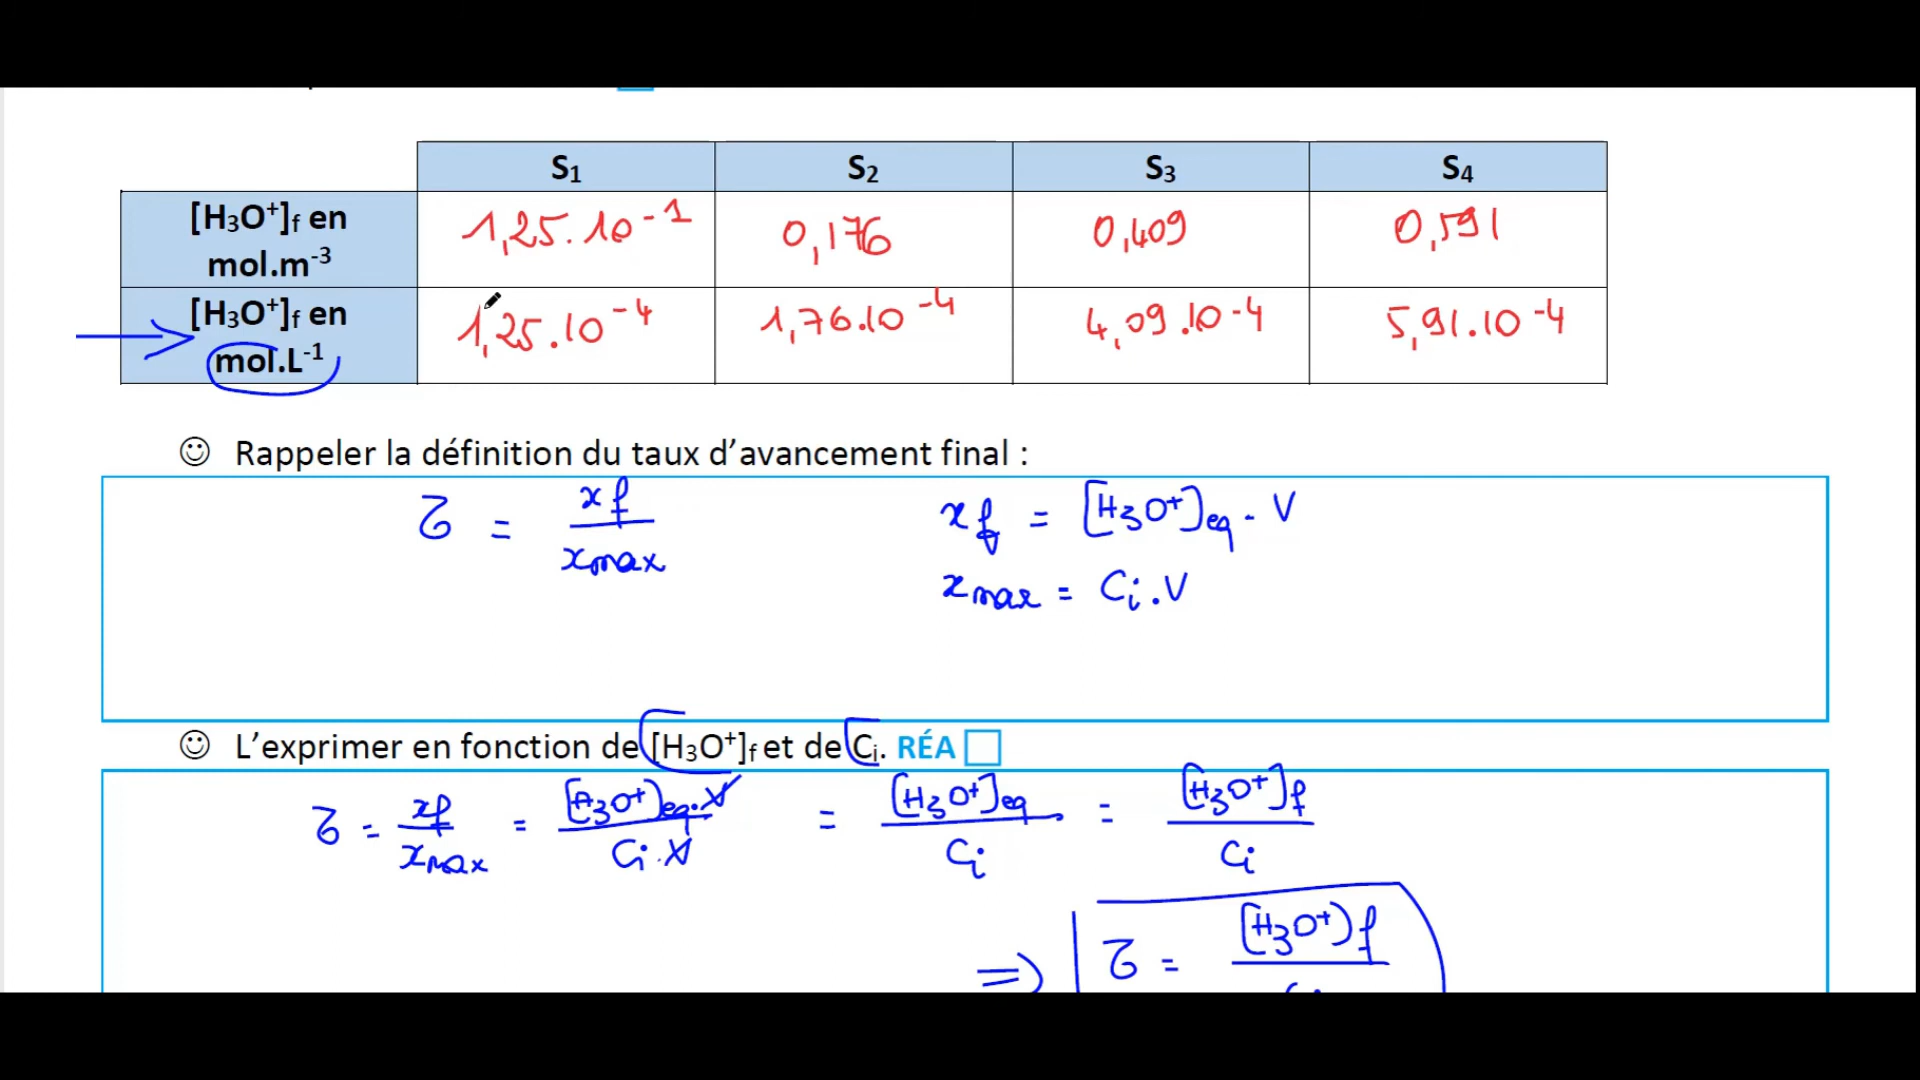 S₁ S₂ S₃ S₄
[H₃O⁺]f en mol.m⁻³ 1,25.10⁻¹ 0,176 0,409 0,591
[H₃O⁺]f en mol.L⁻¹ 1,25.10⁻⁴ 1,76.10⁻⁴ 4,09.10⁻⁴ 5,91.10⁻⁴
☺ Rappeler la définition du taux d’avancement final :
τ = xf / xmax xf = [H₃O⁺]eq . V
xmax = Ci . V
☺ L’exprimer en fonction de [H₃O⁺]f et de Ci. RÉA
τ = xf / xmax = [H₃O⁺]eq . V / Ci . V = [H₃O⁺]eq / Ci = [H₃O⁺]f / Ci
=> τ = [H₃O⁺]f /